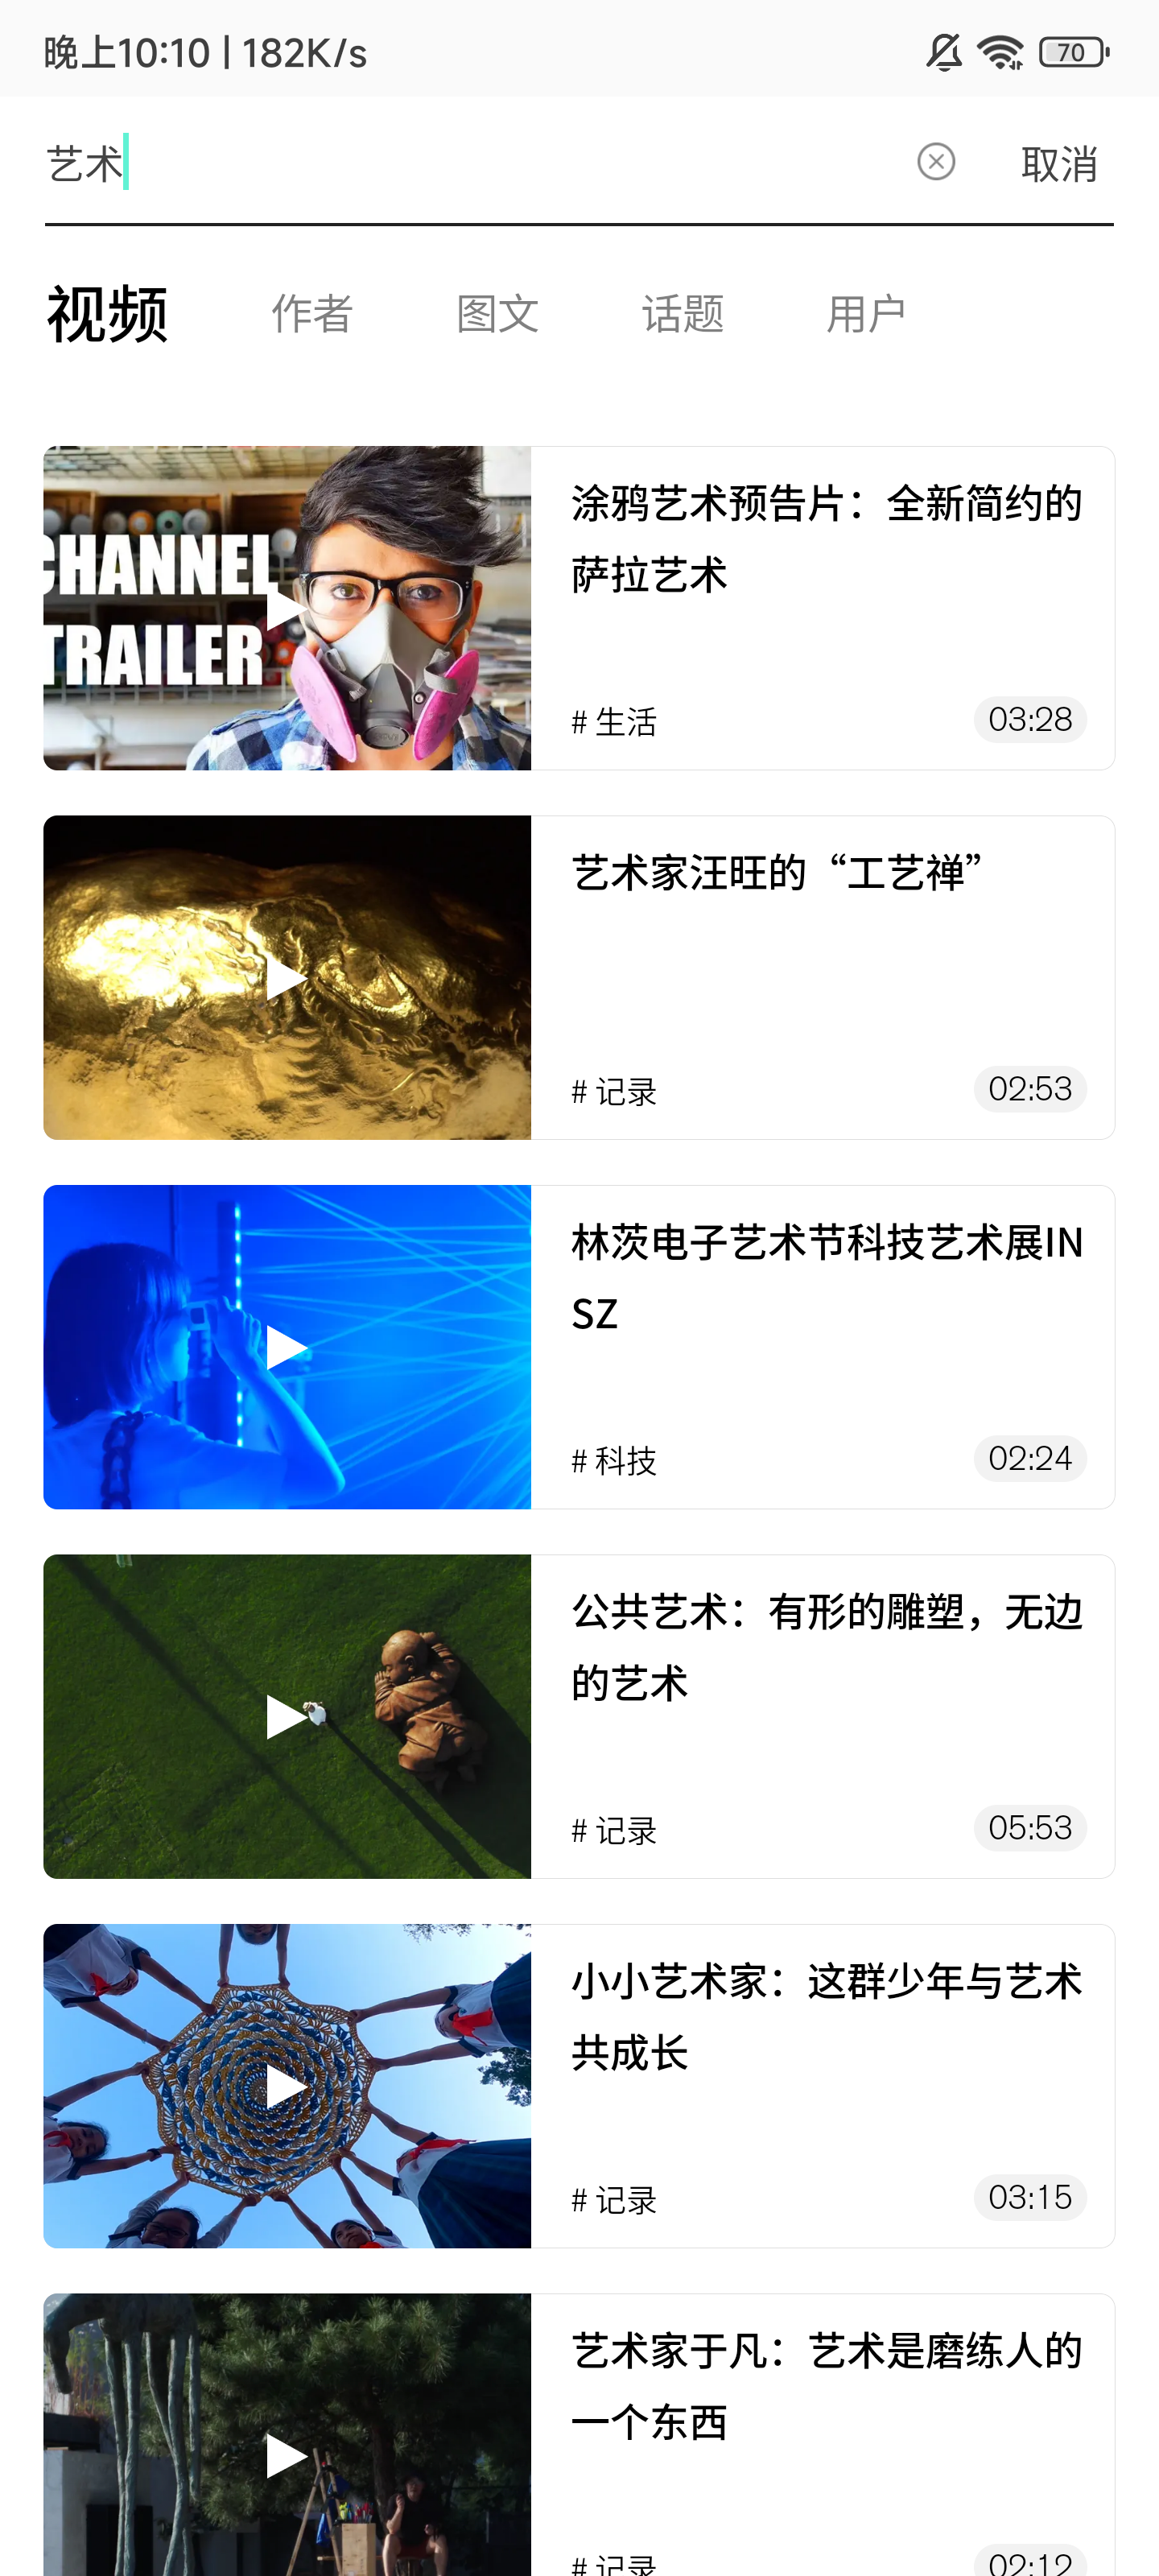 晚上10:10 | 182K/s
70
艺术
取消
视频
作者
图文
话题
用户
CHANNEL
TRAILER
涂鸦艺术预告片：全新简约的
萨拉艺术
# 生活
03:28
艺术家汪旺的“工艺禅”
# 记录
02:53
林茨电子艺术节科技艺术展IN
SZ
# 科技
02:24
公共艺术：有形的雕塑，无边
的艺术
# 记录
05:53
小小艺术家：这群少年与艺术
共成长
# 记录
03:15
艺术家于凡：艺术是磨练人的
一个东西
# 记录
02:12